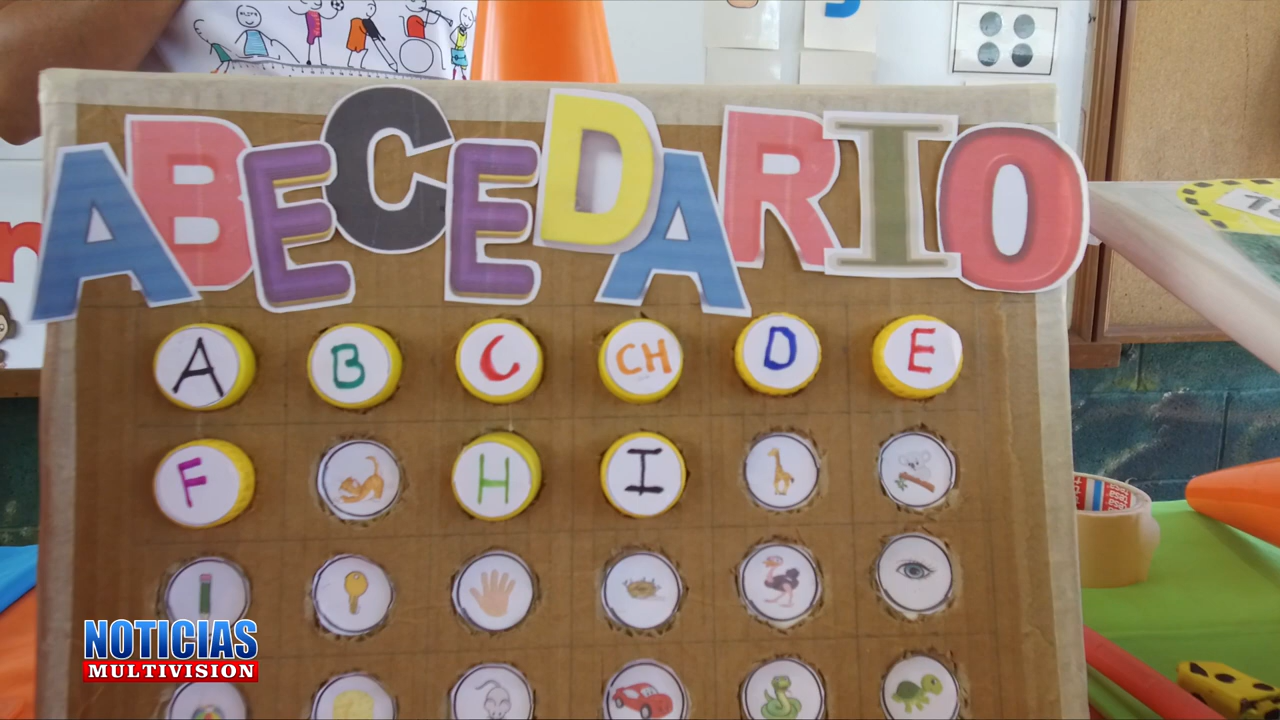 ABECEDARIO
A B C CH D E
F H I
NOTICIAS
MULTIVISION